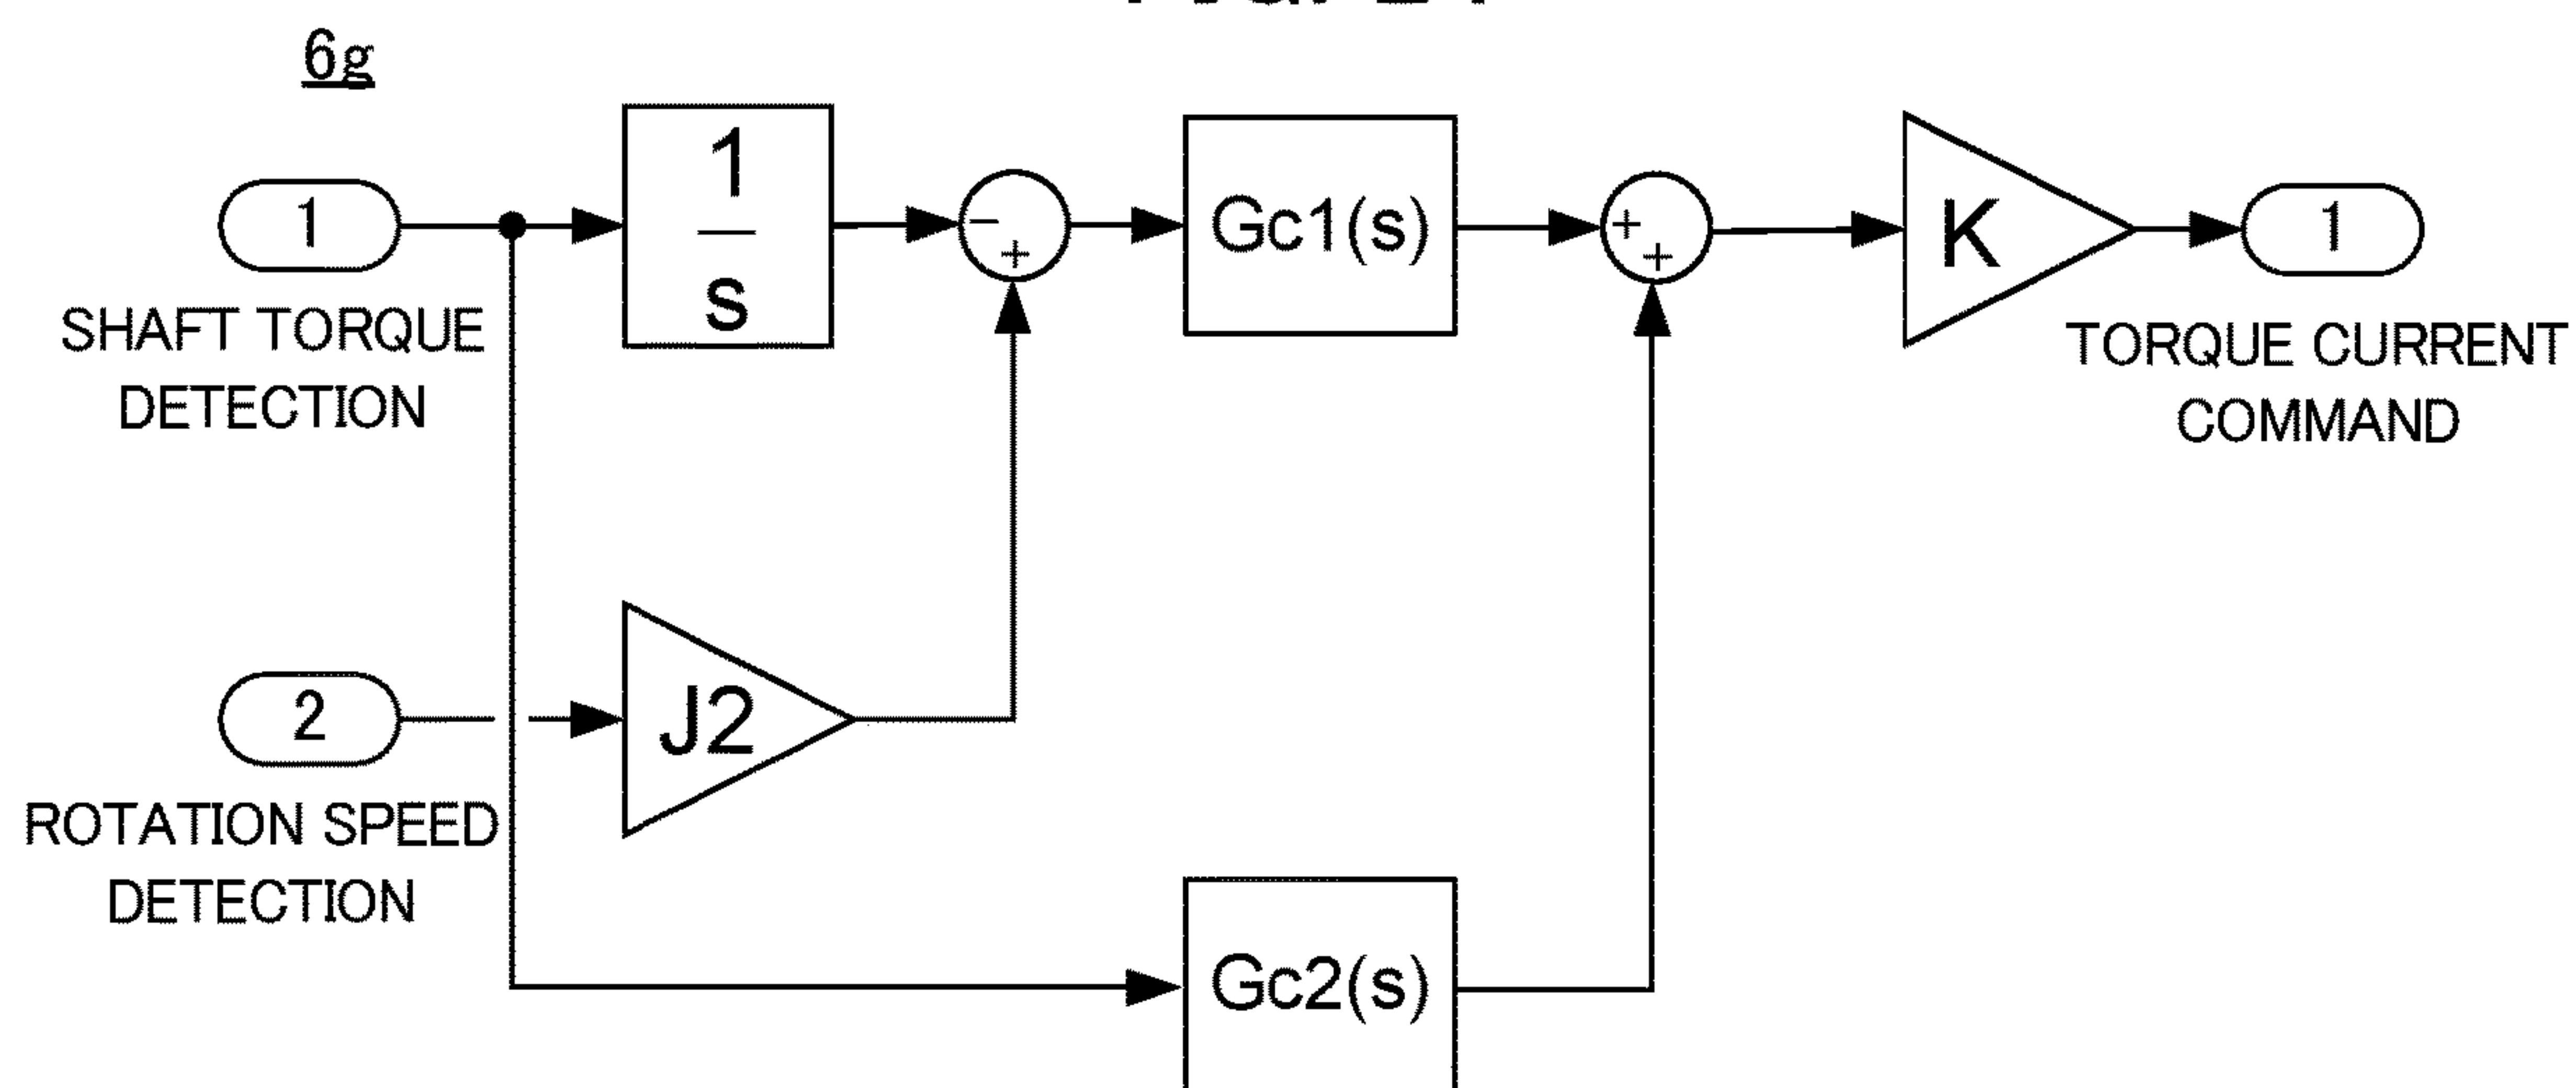 6g
1
1
s
−
+
Gc1(s)
+
+
K
1
SHAFT TORQUE
DETECTION
TORQUE CURRENT
COMMAND
2
J2
ROTATION SPEED
DETECTION
Gc2(s)